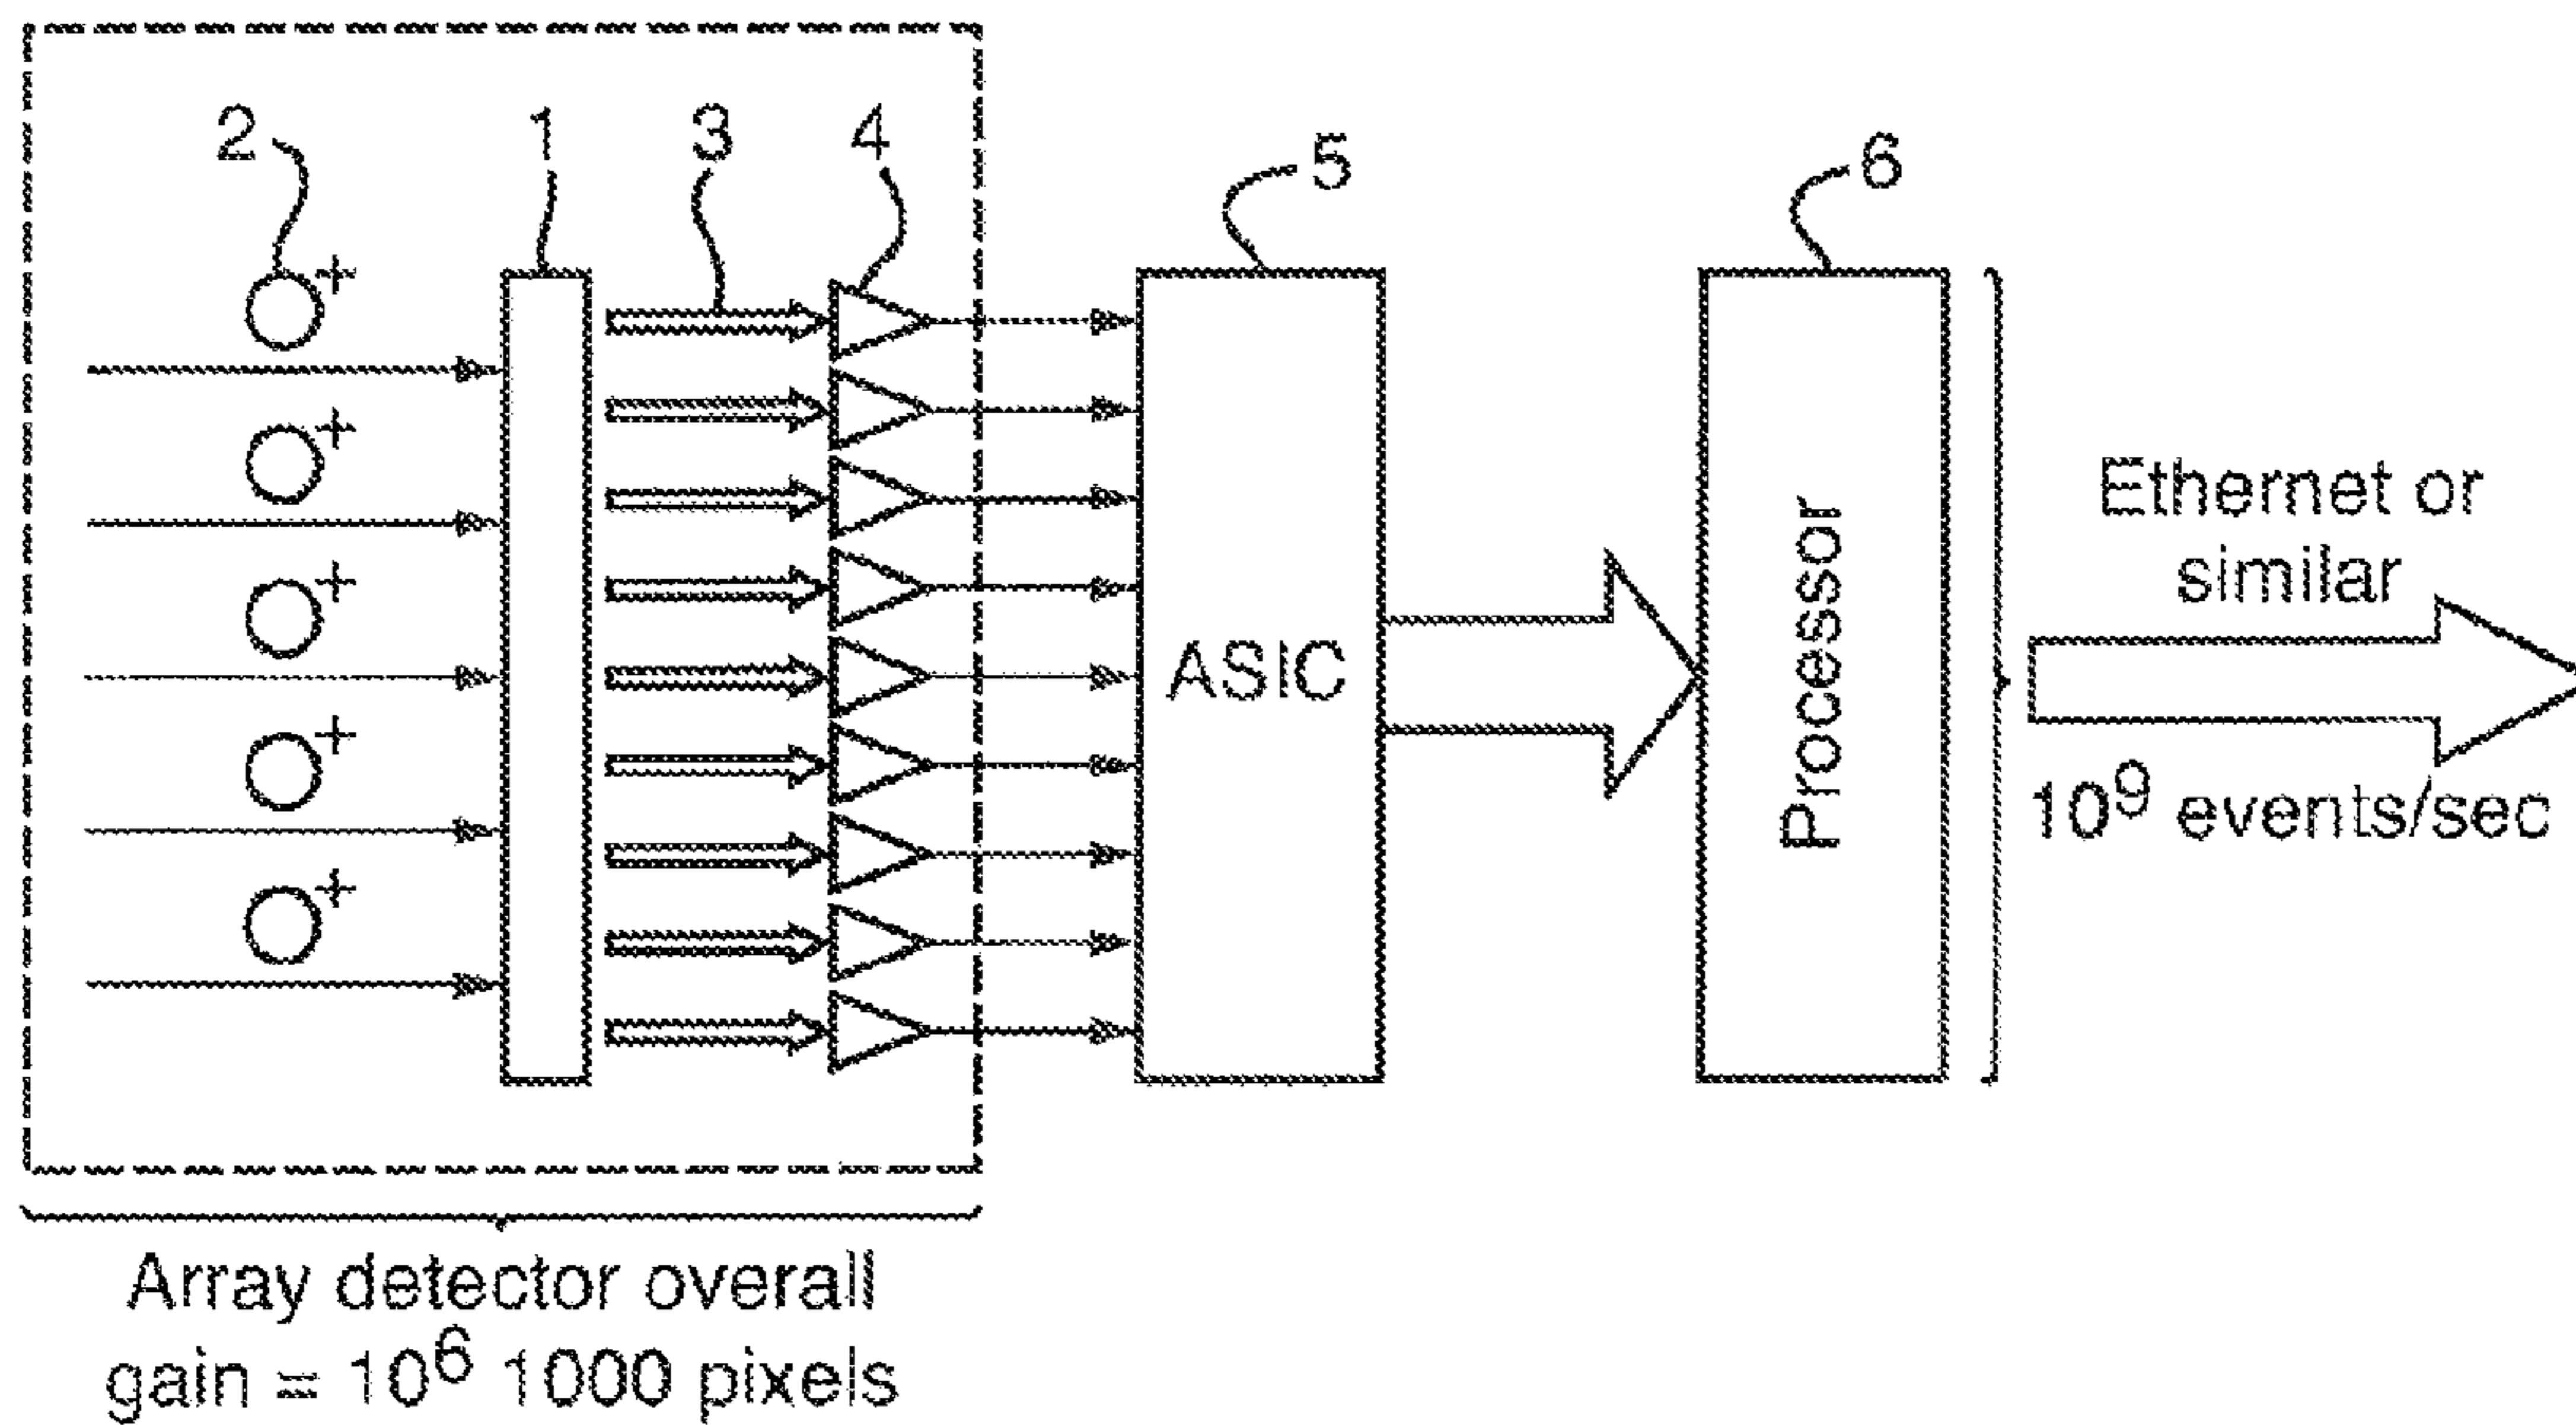 2
1
3
4
5
6
+
+
+
+
+
ASIC
Processor
Ethernet or
similar
10⁹ events/sec
Array detector overall
gain = 10⁶ 1000 pixels